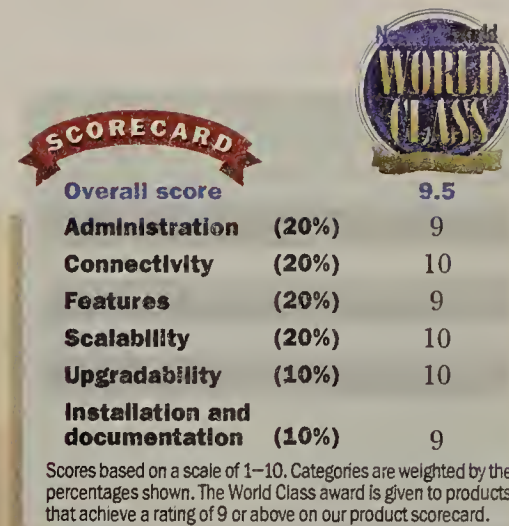 WORLD
CLASS
SCORECARD
Overall score 9.5
Administration (20%) 9
Connectivity (20%) 10
Features (20%) 9
Scalability (20%) 10
Upgradability (10%) 10
Installation and
documentation (10%) 9
Scores based on a scale of 1–10. Categories are weighted by the
percentages shown. The World Class award is given to products
that achieve a rating of 9 or above on our product scorecard.